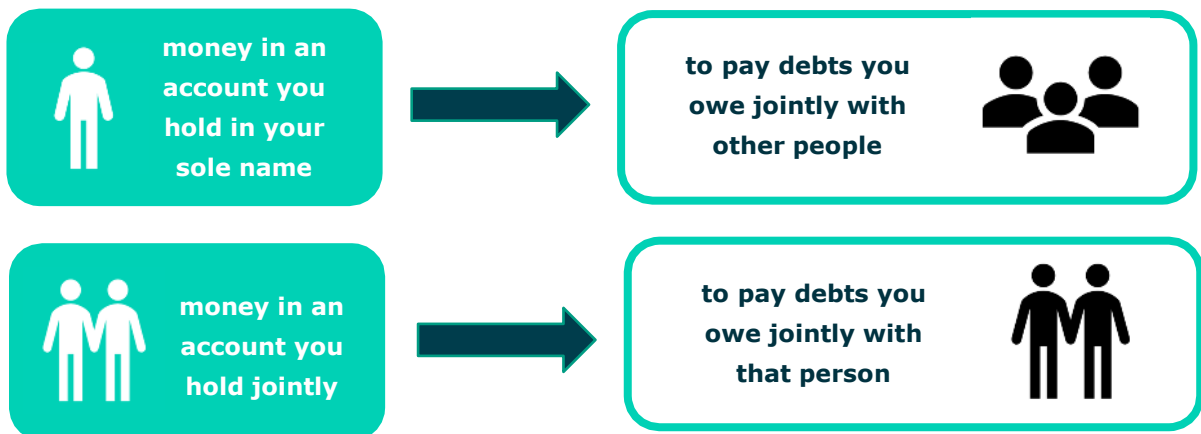 money in an
account you
hold in your
sole name
to pay debts you
owe jointly with
other people
money in an
account you
hold jointly
to pay debts you
owe jointly with
that person